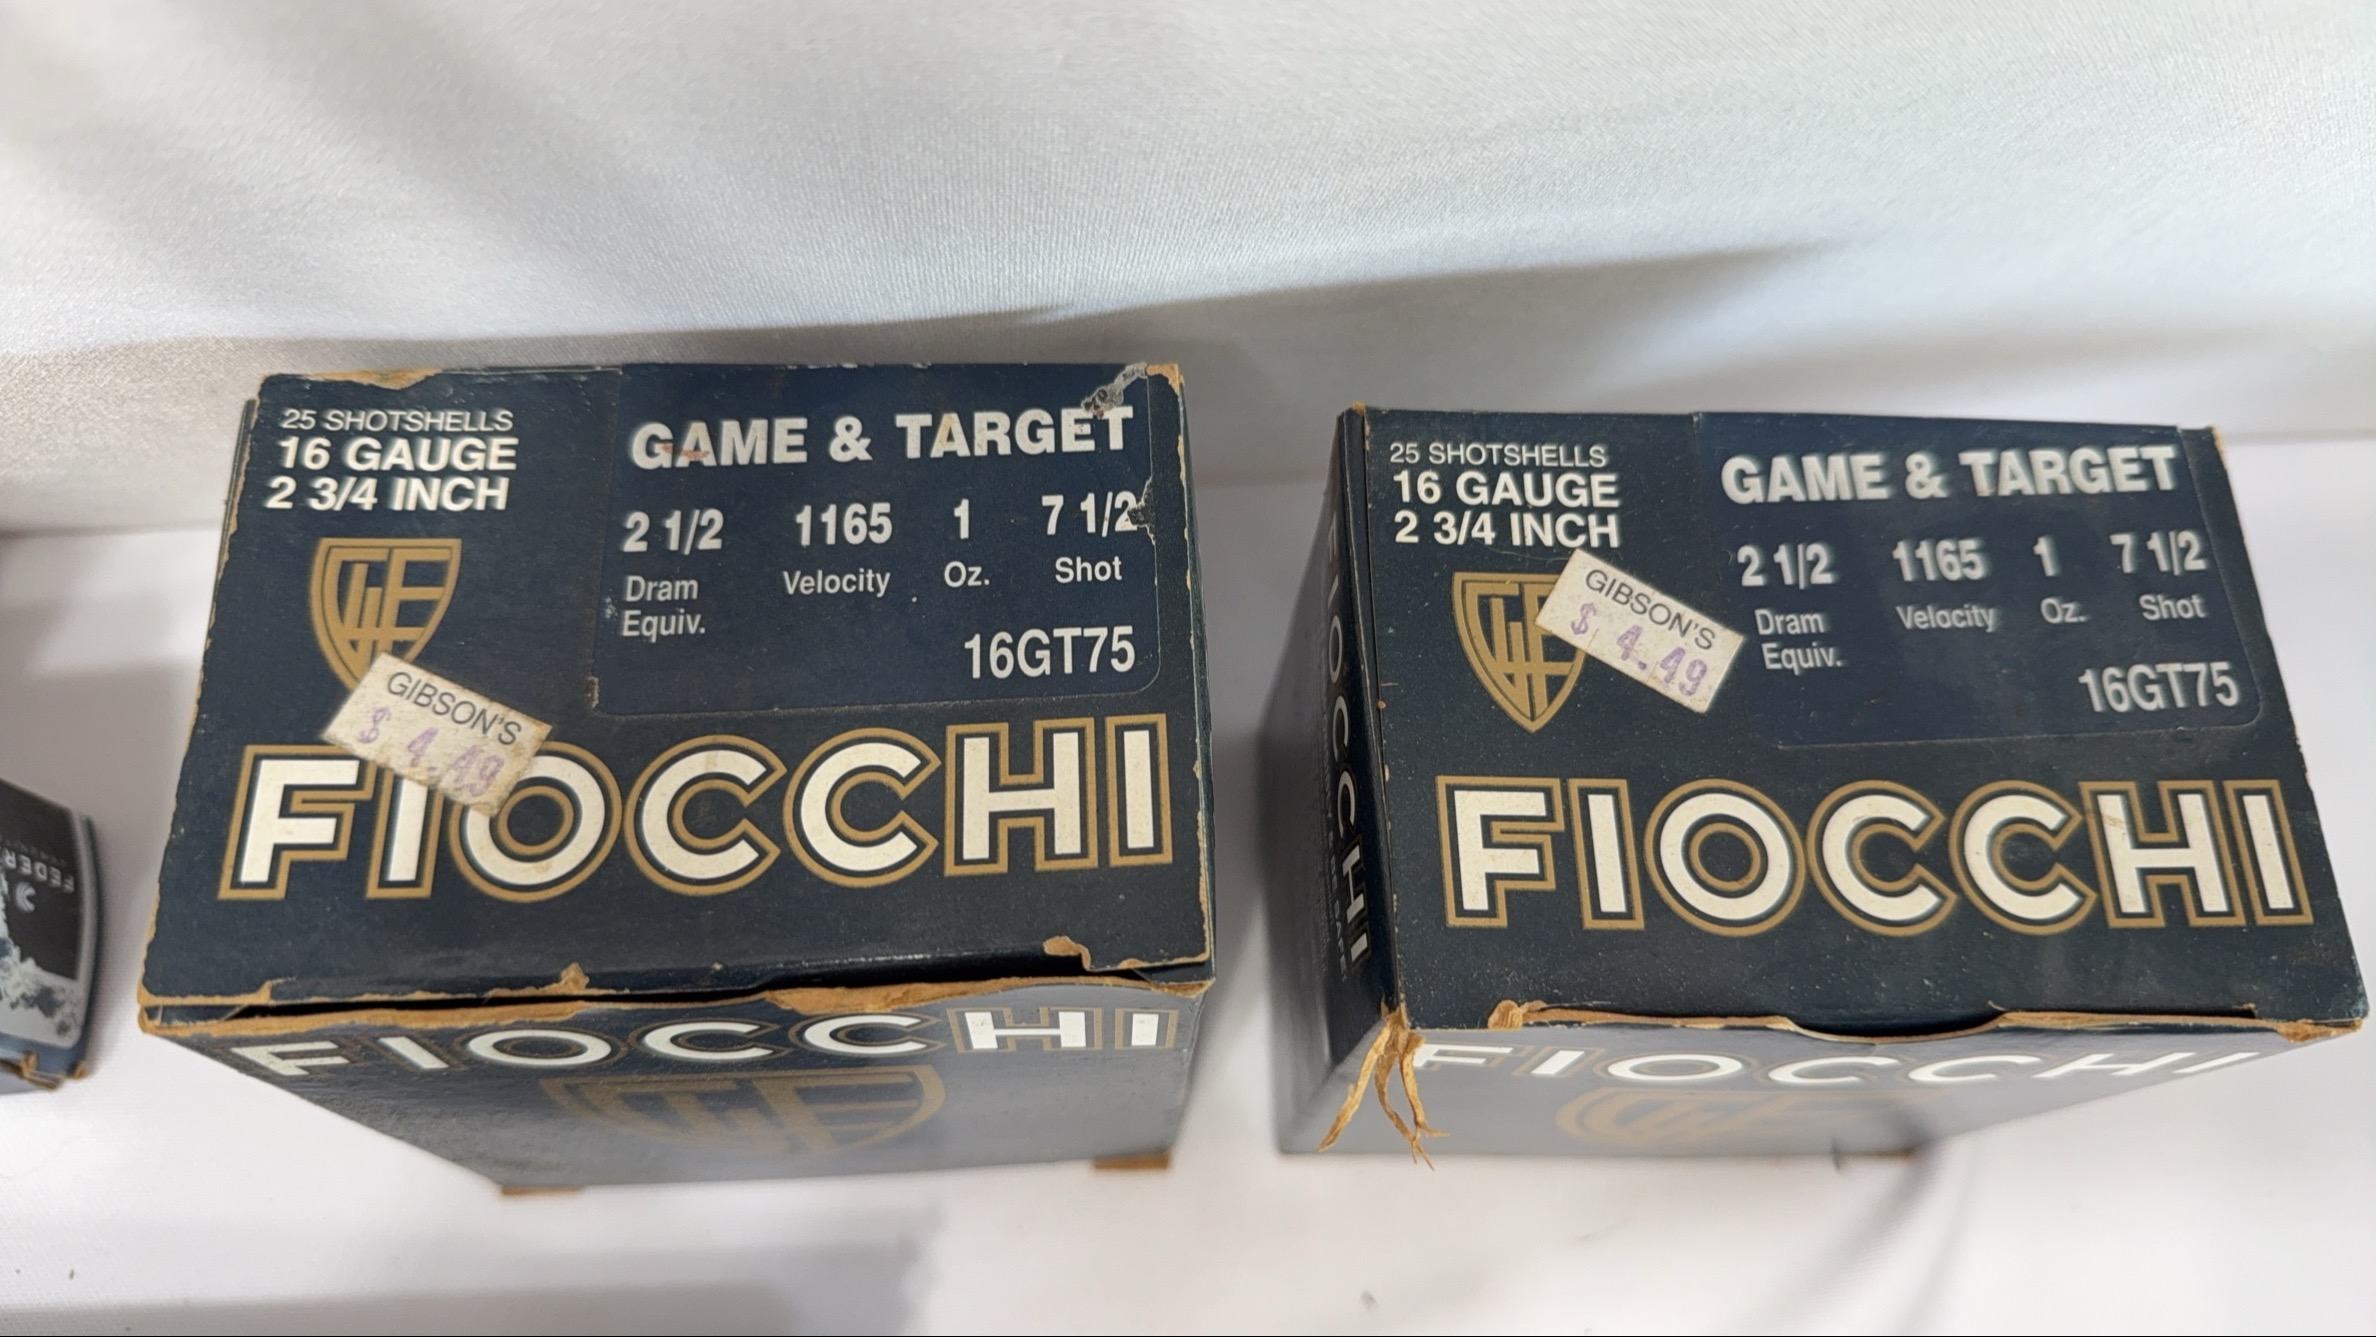 25 SHOTSHELLS
16 GAUGE
2 3/4 INCH
GAME & TARGET
2 1/2 1165 1 7 1/2
Dram Velocity Oz. Shot
Equiv.
16GT75
GIBSON'S
$ 4.49
FIOCCHI
FIOCCHI
25 SHOTSHELLS
16 GAUGE
2 3/4 INCH
GAME & TARGET
2 1/2 1165 1 7 1/2
Dram Velocity Oz. Shot
Equiv.
16GT75
GIBSON'S
$ 4.49
FIOCCHI
FIOCCHI
FIOCCHI
FEDER